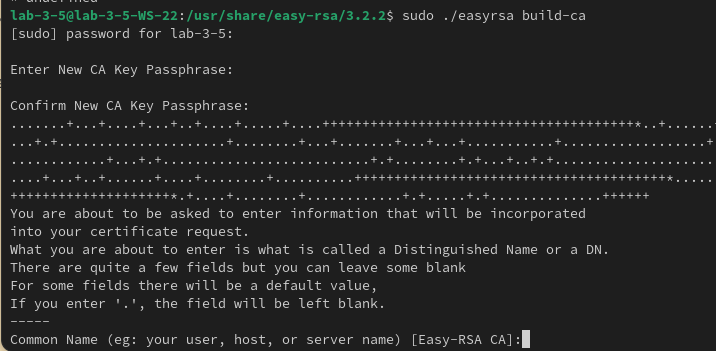 lab-3-5@lab-3-5-WS-22:/usr/share/easy-rsa/3.2.2$ sudo ./easyrsa build-ca
[sudo] password for lab-3-5:
Enter New CA Key Passphrase:
Confirm New CA Key Passphrase:
.......+...+....+...+..+....+.....+....+++++++++++++++++++++++++++++++++++++++*..+......
...+.+.....................+........+...+.......+...+...+...........+..................+
............+...+.+..........................+.+..........+.+...+..+.+...................
....+...+..+......+....+..........+++++++++++++++++++++++++++++++++++++++*.....
++++++++++++++++++++*.+....+........+............+.+.....+.+..............++++++
You are about to be asked to enter information that will be incorporated
into your certificate request.
What you are about to enter is what is called a Distinguished Name or a DN.
There are quite a few fields but you can leave some blank
For some fields there will be a default value,
If you enter '.', the field will be left blank.
-----
Common Name (eg: your user, host, or server name) [Easy-RSA CA]: